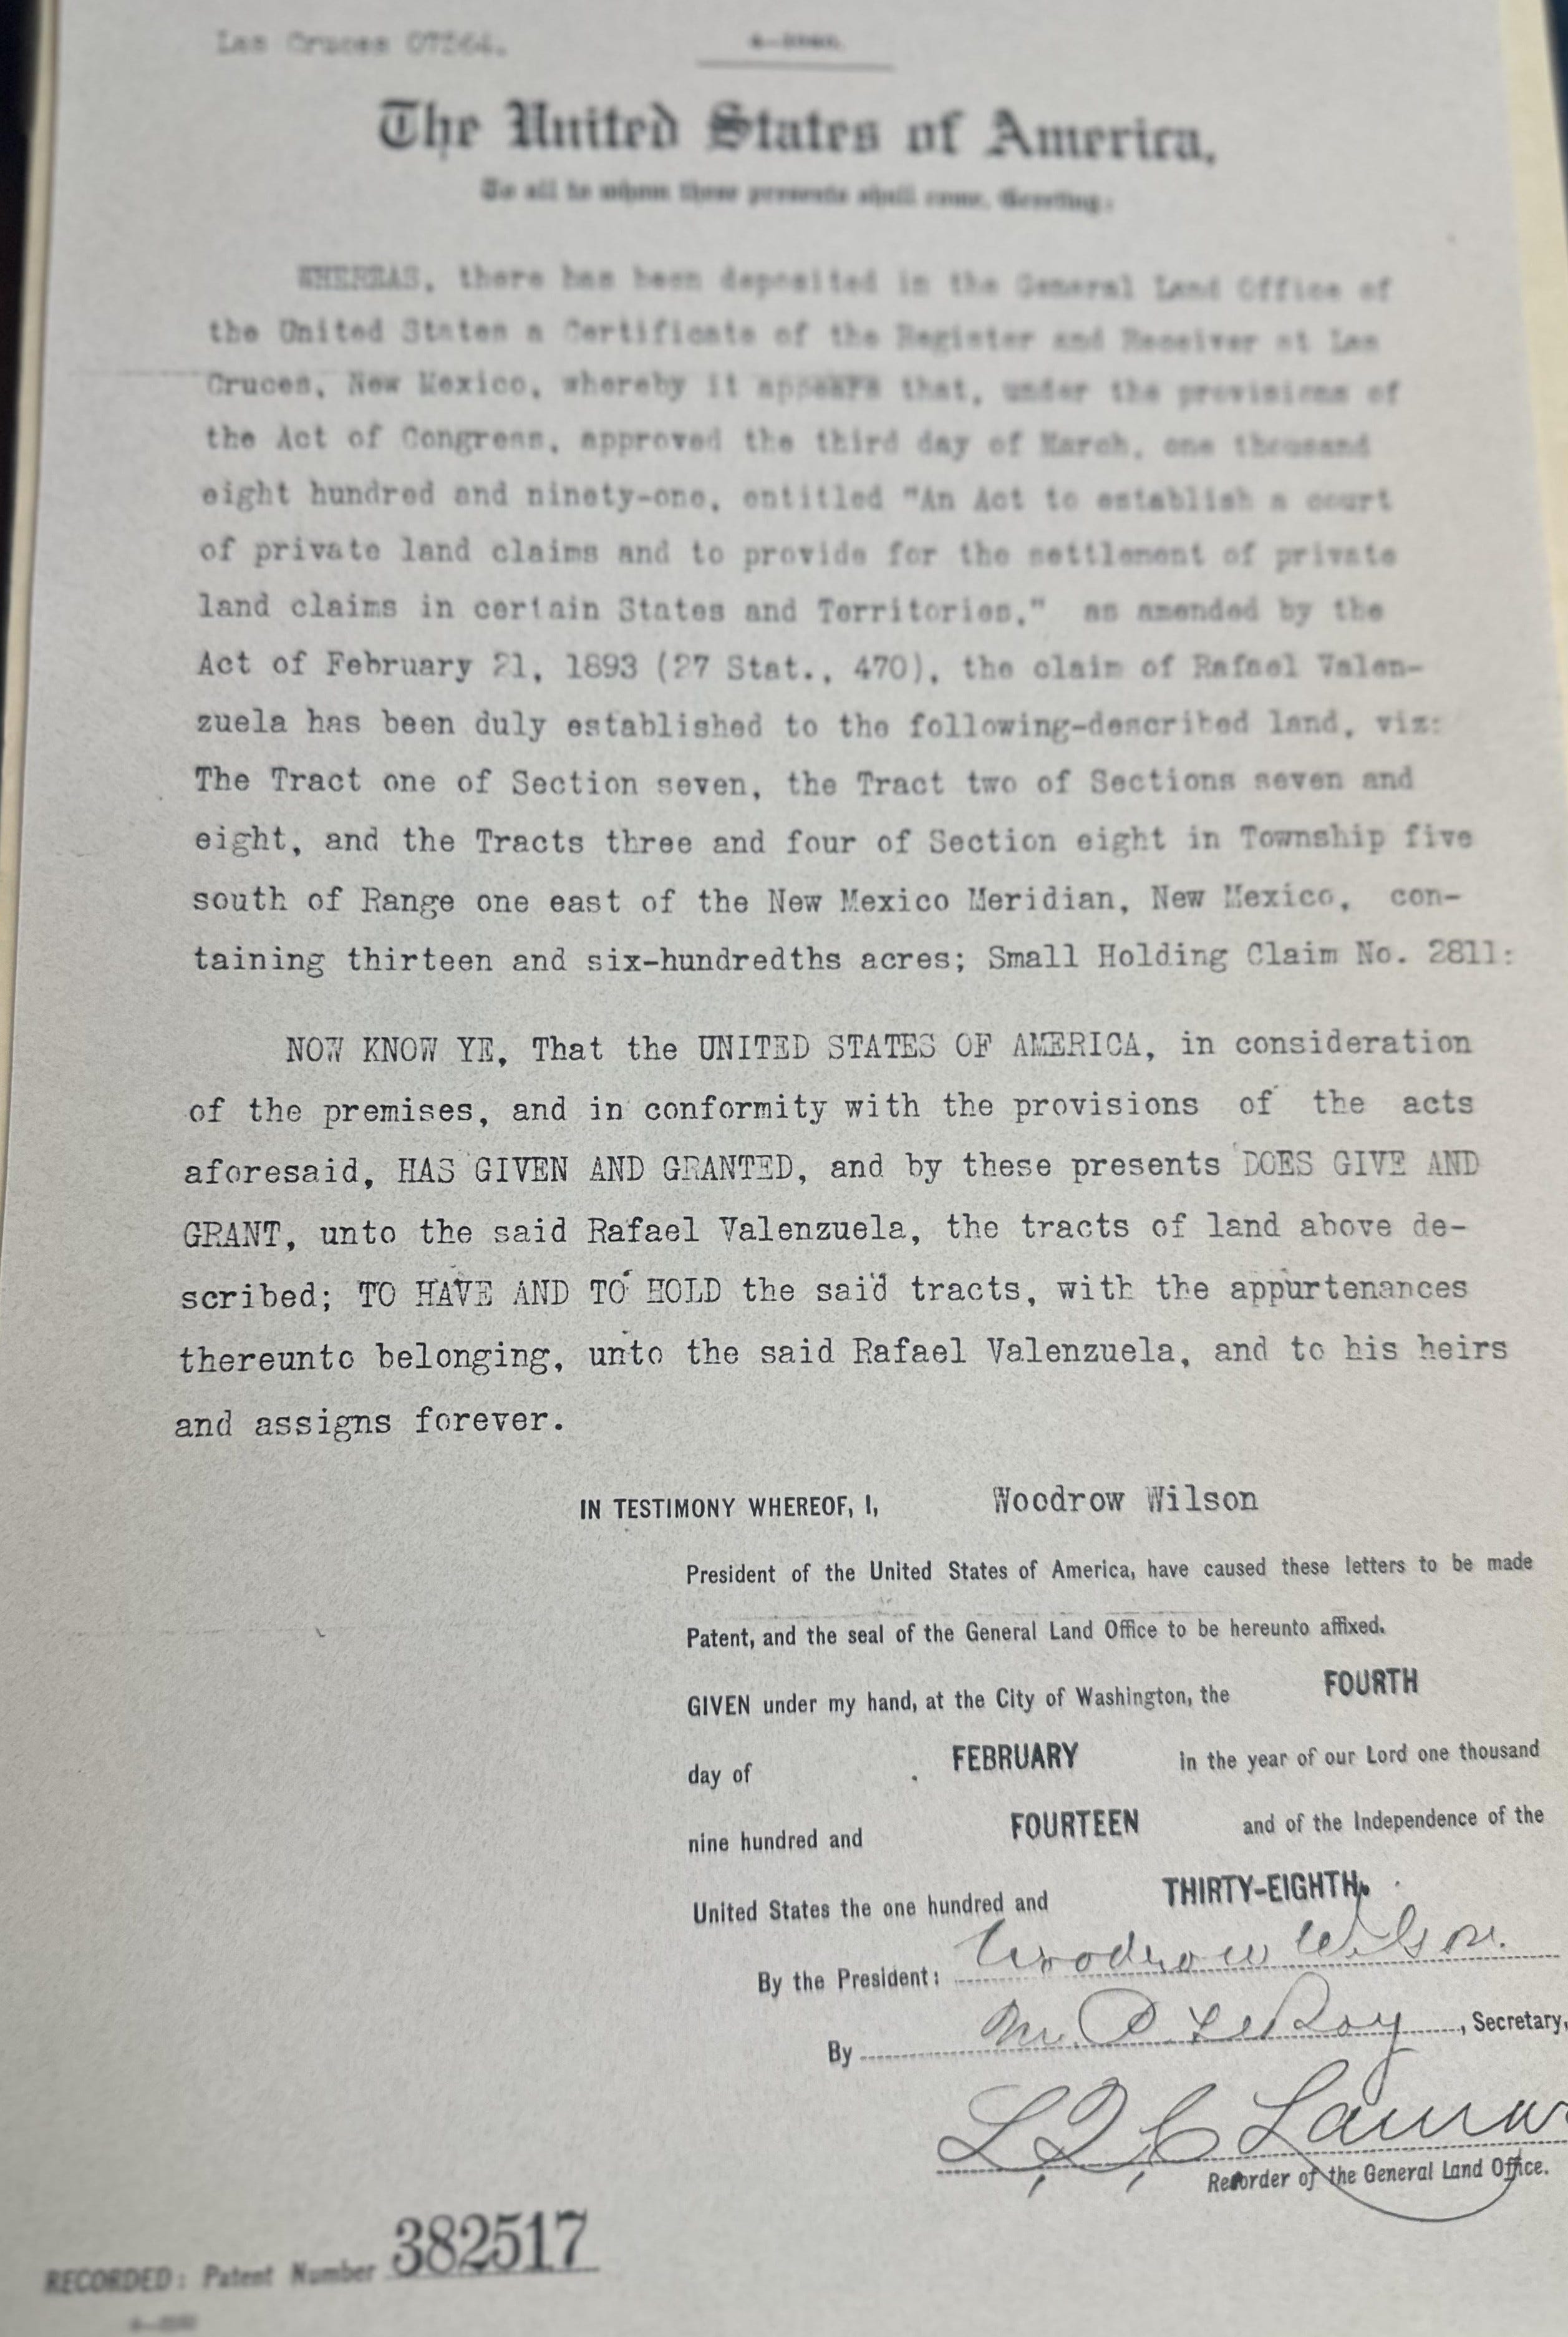 Las Cruces 07564.
The United States of America,
To all to whom these presents shall come, Greeting:
WHEREAS, there has been deposited in the General Land Office of
the United States a Certificate of the Register and Receiver at Las
Cruces, New Mexico, whereby it appears that, under the provisions of
the Act of Congress, approved the third day of March, one thousand
eight hundred and ninety-one, entitled "An Act to establish a court
of private land claims and to provide for the settlement of private
land claims in certain States and Territories," as amended by the
Act of February 21, 1893 (27 Stat., 470), the claim of Rafael Valen-
zuela has been duly established to the following-described land, viz:
The Tract one of Section seven, the Tract two of Sections seven and
eight, and the Tracts three and four of Section eight in Township five
south of Range one east of the New Mexico Meridian, New Mexico, con-
taining thirteen and six-hundredths acres; Small Holding Claim No. 2811:
NOW KNOW YE, That the UNITED STATES OF AMERICA, in consideration
of the premises, and in conformity with the provisions of the acts
aforesaid, HAS GIVEN AND GRANTED, and by these presents DOES GIVE AND
GRANT, unto the said Rafael Valenzuela, the tracts of land above de-
scribed; TO HAVE AND TO HOLD the said tracts, with the appurtenances
thereunto belonging, unto the said Rafael Valenzuela, and to his heirs
and assigns forever.
IN TESTIMONY WHEREOF, I, Woodrow Wilson
President of the United States of America, have caused these letters to be made
Patent, and the seal of the General Land Office to be hereunto affixed.
GIVEN under my hand, at the City of Washington, the FOURTH
day of FEBRUARY in the year of our Lord one thousand
nine hundred and FOURTEEN and of the Independence of the
United States the one hundred and THIRTY-EIGHTH.
By the President: Woodrow Wilson.
By M. P. LeRoy, Secretary,
L. Q. C. Lamar
Recorder of the General Land Office.
RECORDED: Patent Number 382517